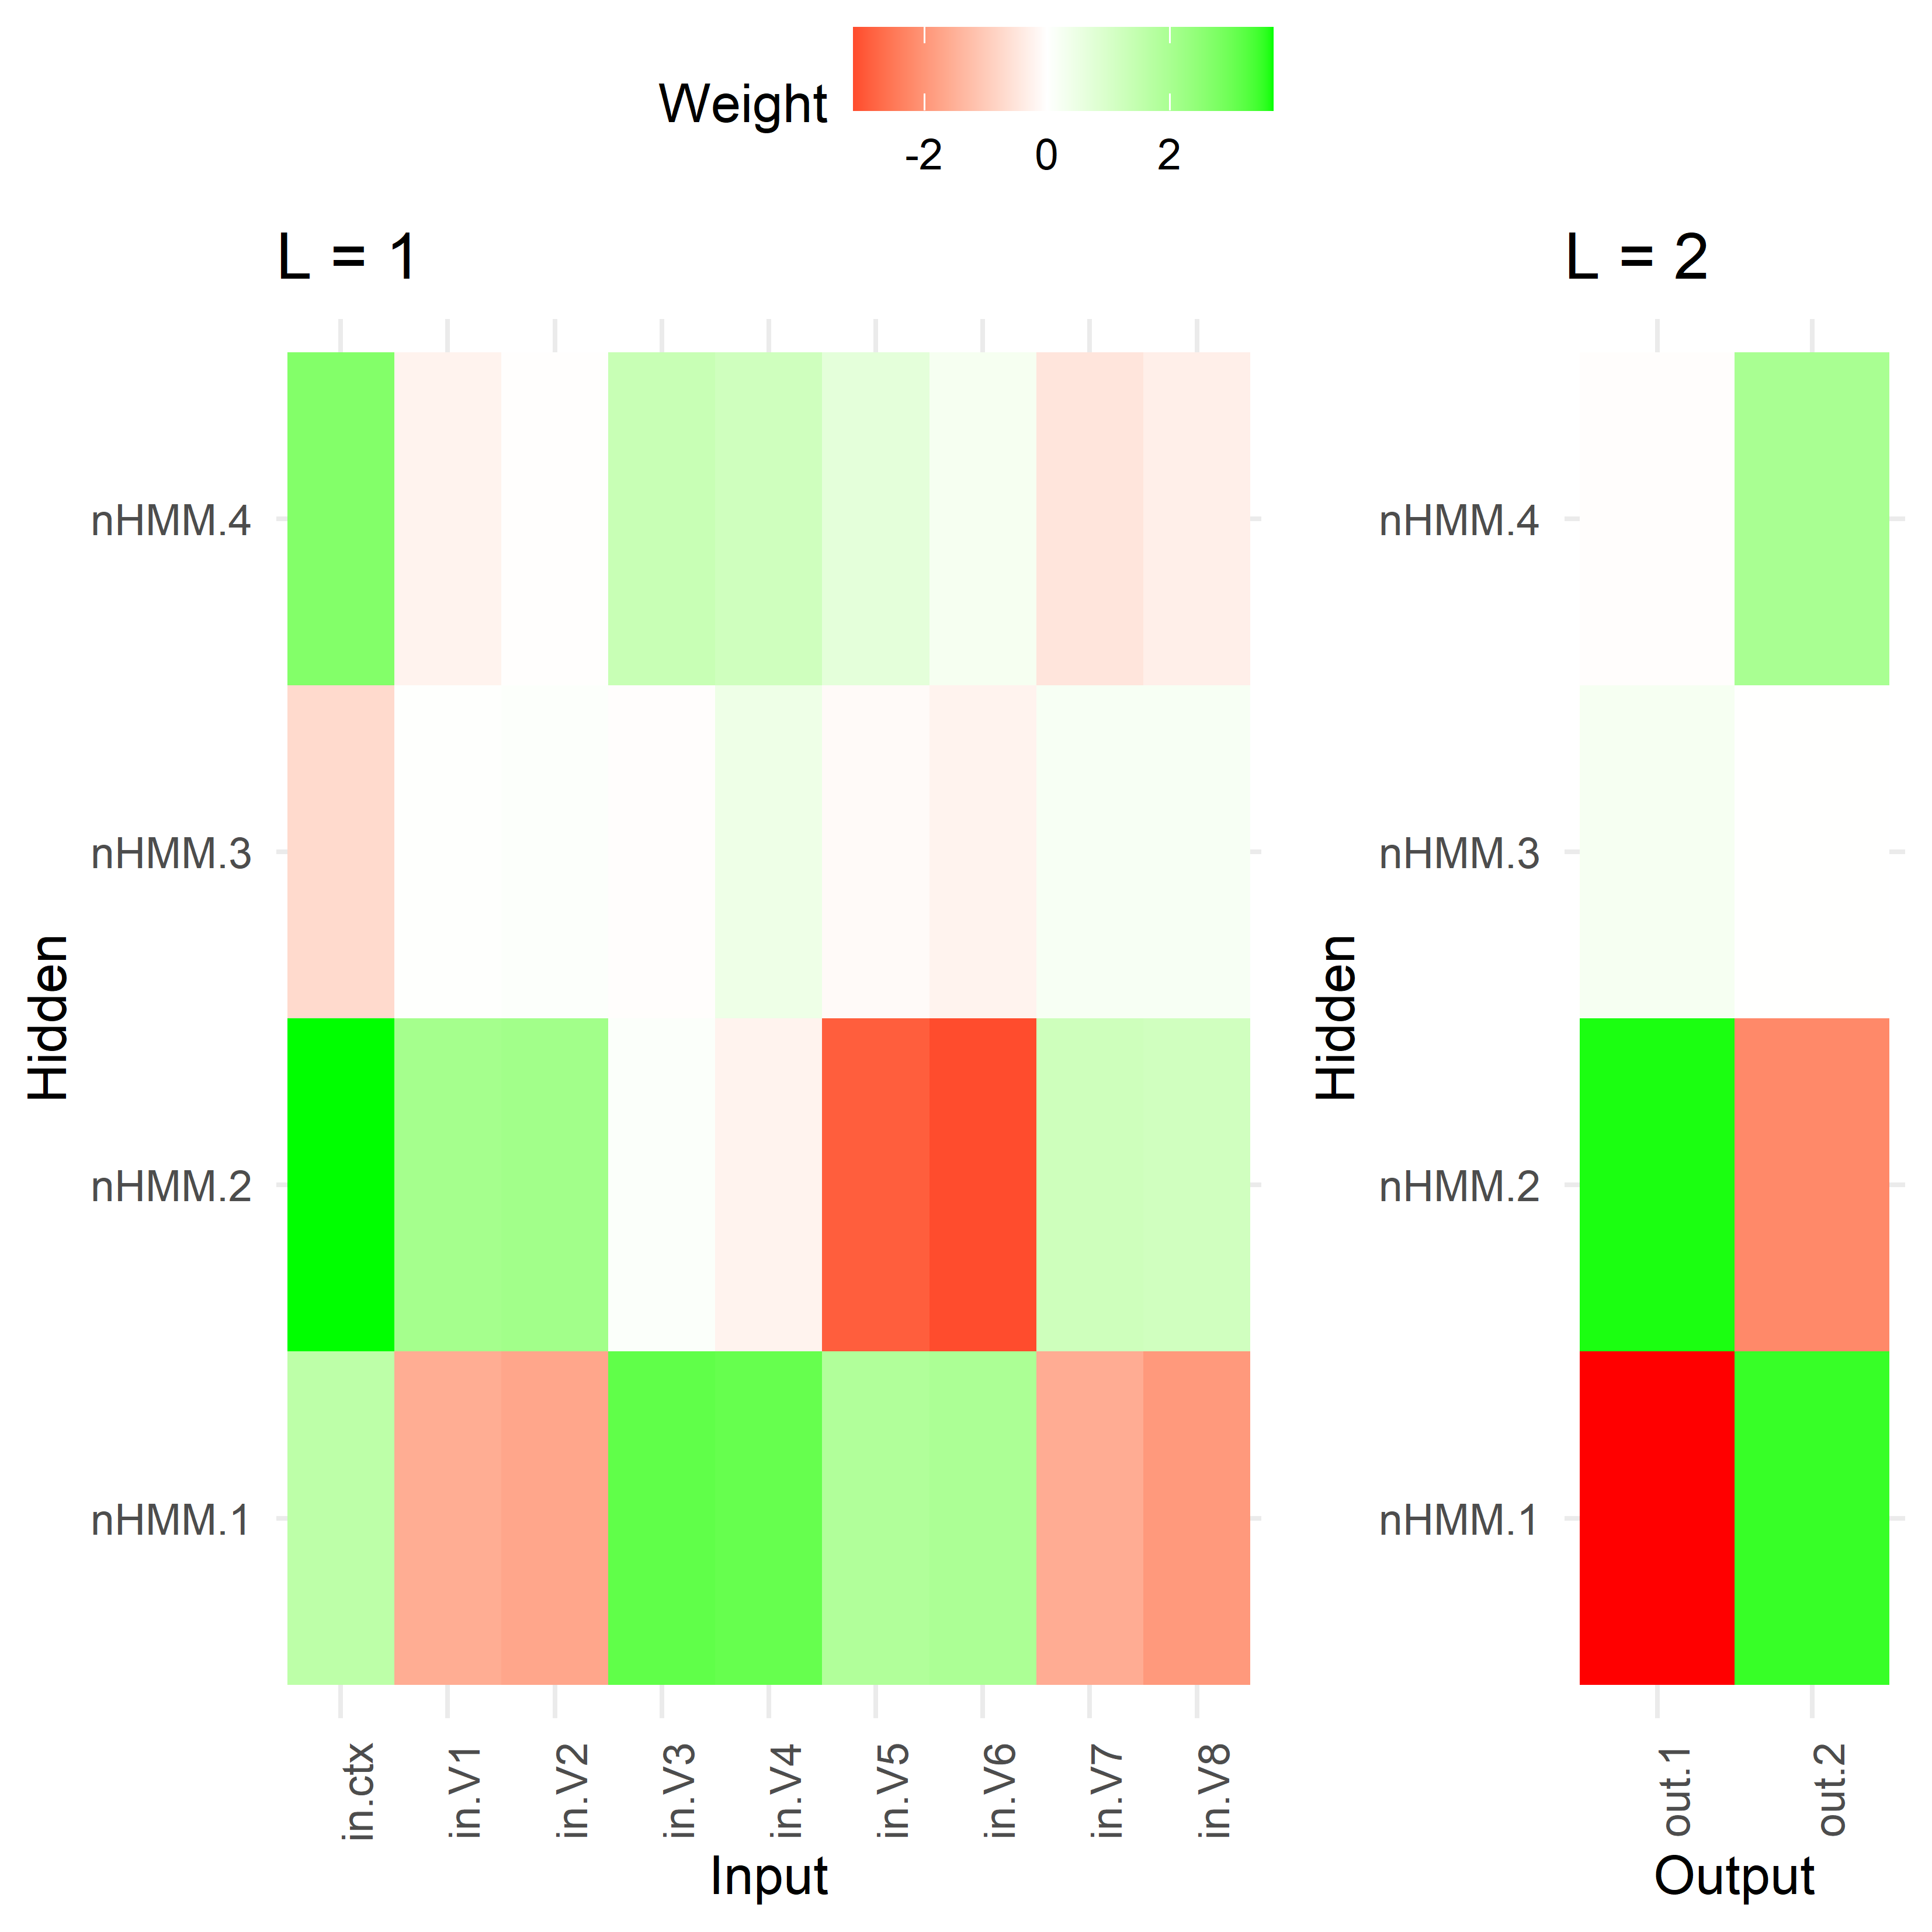 Weight
-2 0 2
L = 1
L = 2
Hidden
nHMM.4
nHMM.3
nHMM.2
nHMM.1
in.ctx in.V1 in.V2 in.V3 in.V4 in.V5 in.V6 in.V7 in.V8
Input
Hidden
nHMM.4
nHMM.3
nHMM.2
nHMM.1
out.1 out.2
Output